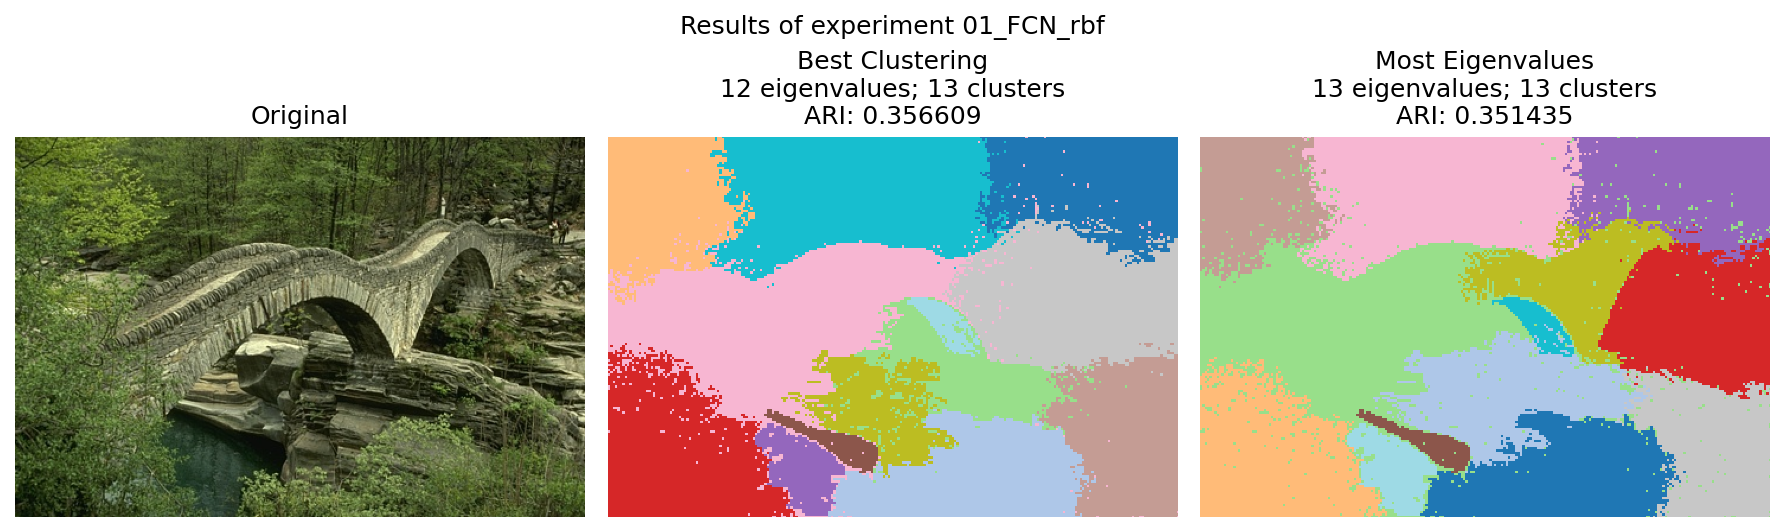 Results of experiment 01_FCN_rbf
Original
Best Clustering
12 eigenvalues; 13 clusters
ARI: 0.356609
Most Eigenvalues
13 eigenvalues; 13 clusters
ARI: 0.351435